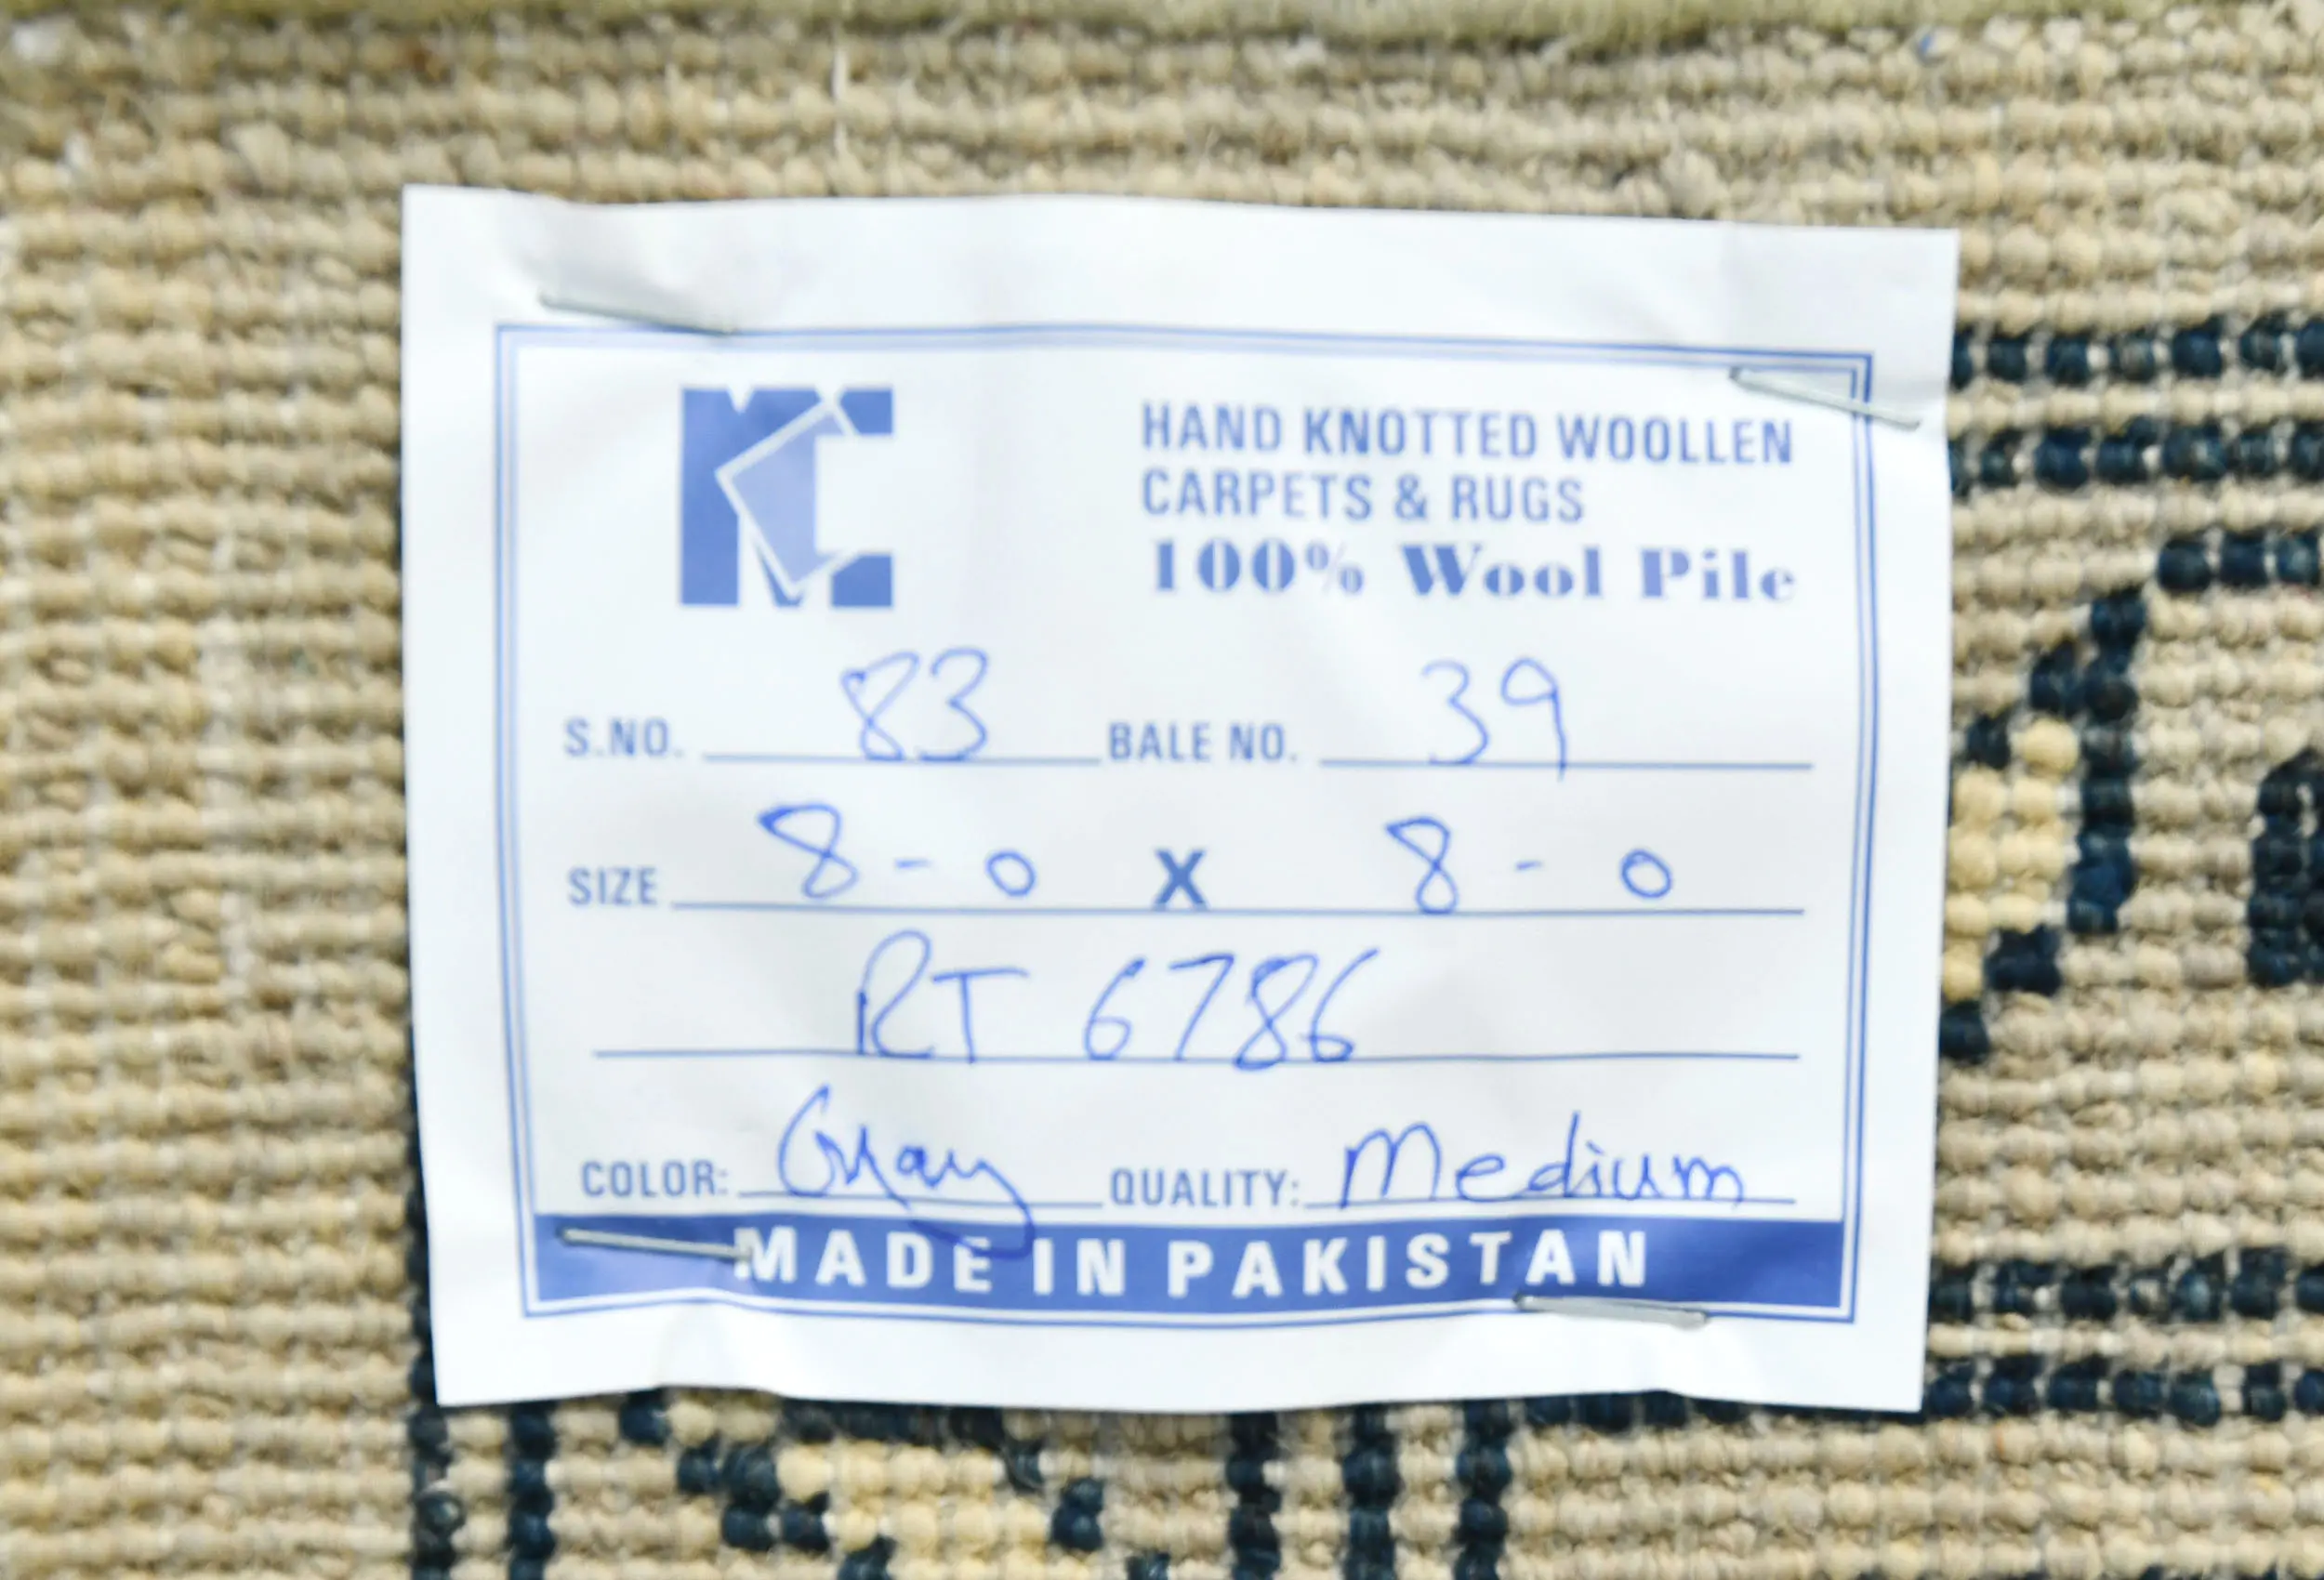 KC
HAND KNOTTED WOOLLEN
CARPETS & RUGS
100% Wool Pile
S.NO. 83 BALE NO. 39
SIZE 8-0 X 8-0
RT 6786
COLOR: Gray QUALITY: Medium
MADE IN PAKISTAN